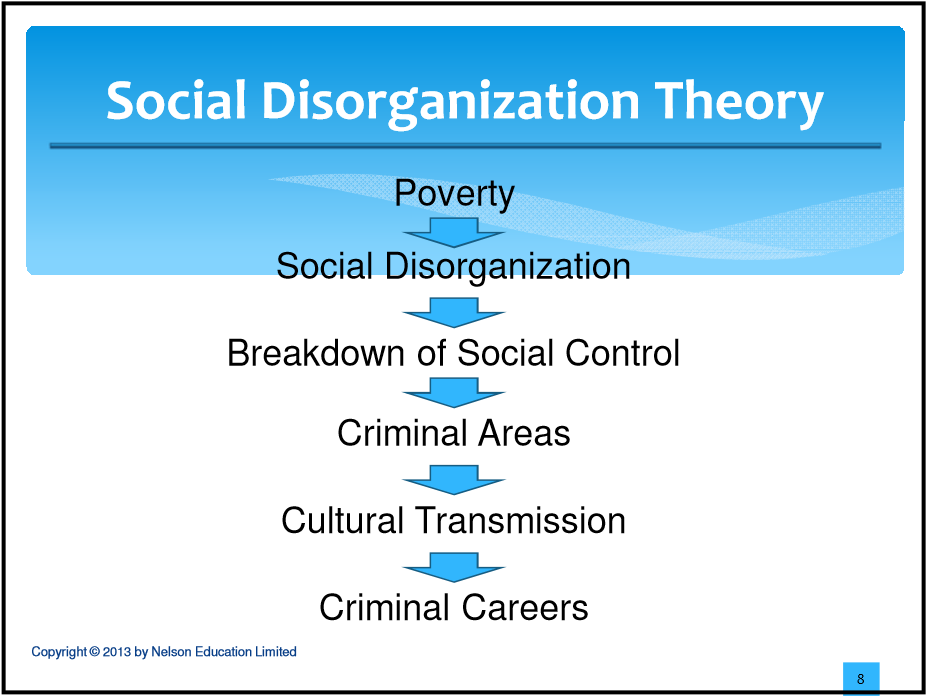 Social Disorganization Theory
Poverty
Social Disorganization
Breakdown of Social Control
Criminal Areas
Cultural Transmission
Criminal Careers
Copyright © 2013 by Nelson Education Limited
8